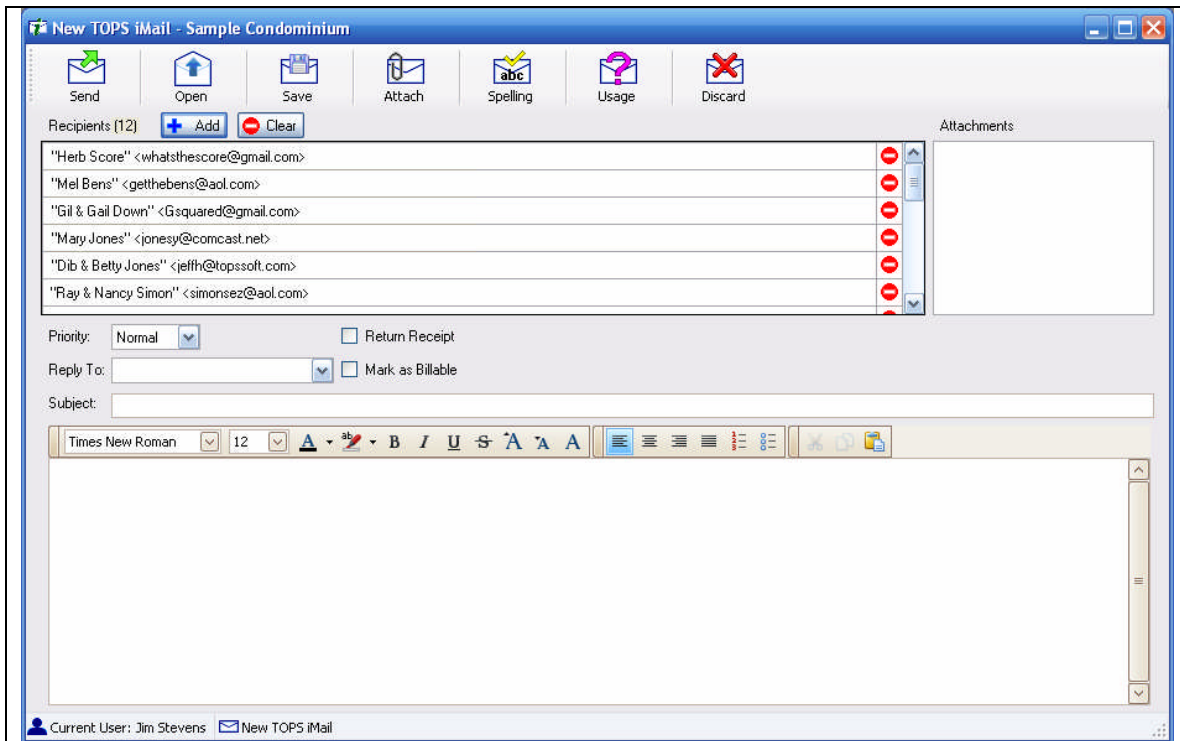 New TOPS iMail - Sample Condominium
Send Open Save Attach Spelling Usage Discard
Recipients (12) Add Clear Attachments
"Herb Score" <whatsthescore@gmail.com>
"Mel Bens" <getthebens@aol.com>
"Gil & Gail Down" <Gsquared@gmail.com>
"Mary Jones" <jonesy@comcast.net>
"Dib & Betty Jones" <jeffh@topssoft.com>
"Ray & Nancy Simon" <simonsez@aol.com>
Priority: Normal Return Receipt
Reply To: Mark as Billable
Subject:
Times New Roman 12 A ab B I U S A A A
Current User: Jim Stevens New TOPS iMail